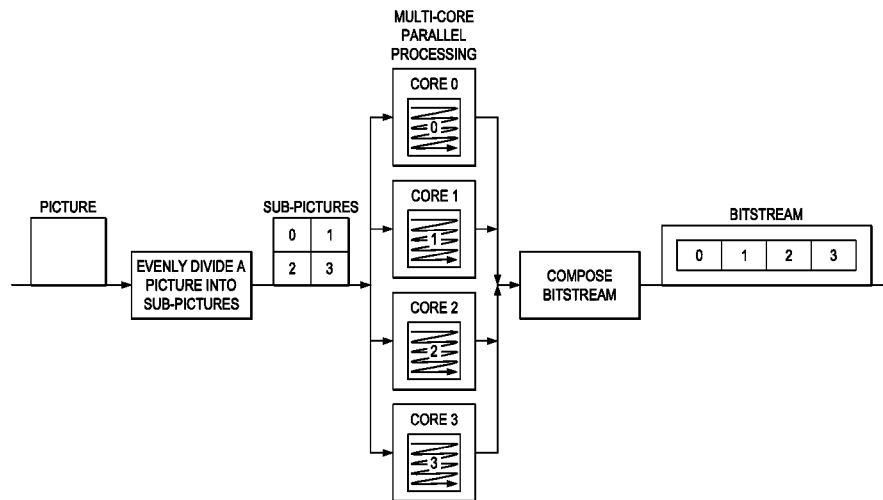 MULTI-CORE
PARALLEL
PROCESSING
PICTURE
EVENLY DIVIDE A
PICTURE INTO
SUB-PICTURES
SUB-PICTURES
0 1
2 3
CORE 0
0
CORE 1
1
CORE 2
2
CORE 3
3
COMPOSE
BITSTREAM
BITSTREAM
0 1 2 3